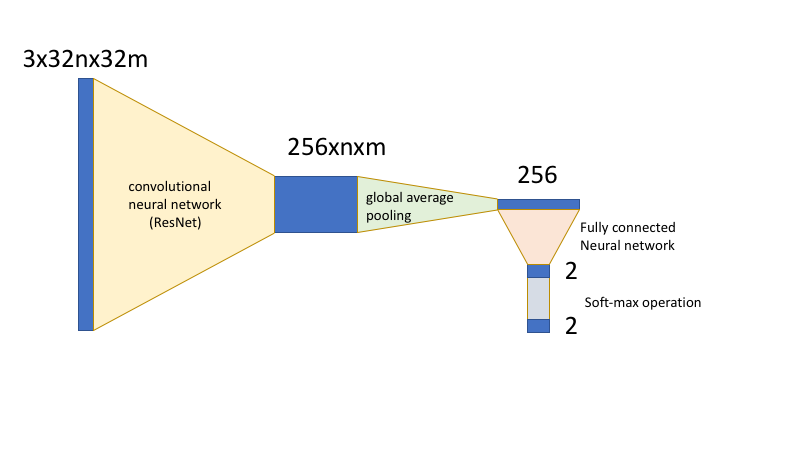 3x32nx32m
convolutional
neural network
(ResNet)
256xnxm
global average
pooling
256
Fully connected
Neural network
2
Soft-max operation
2